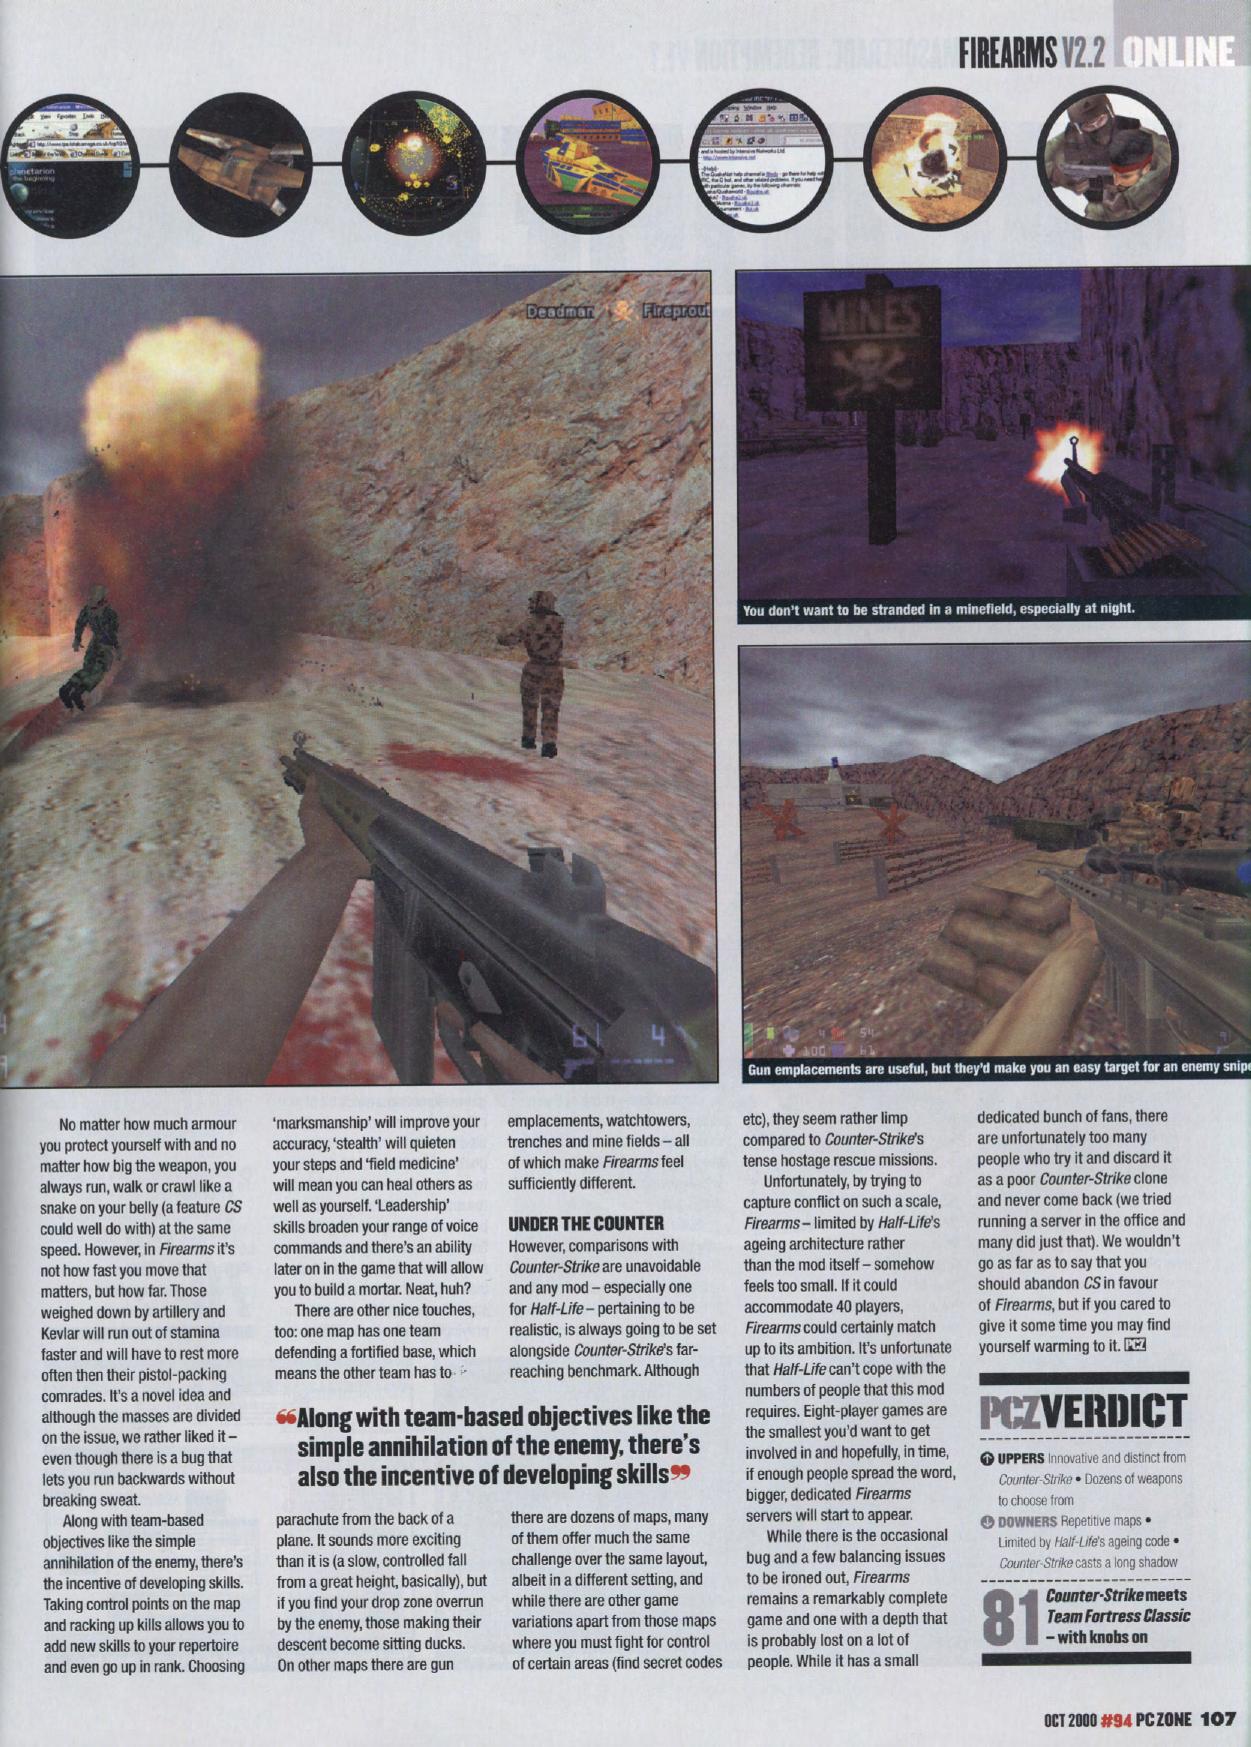 FIREARMS V2.2 ONLINE
Deadman Fireprout
MINES
You don't want to be stranded in a minefield, especially at night.
Gun emplacements are useful, but they'd make you an easy target for an enemy snipe
No matter how much armour
you protect yourself with and no
matter how big the weapon, you
always run, walk or crawl like a
snake on your belly (a feature CS
could well do with) at the same
speed. However, in Firearms it's
not how fast you move that
matters, but how far. Those
weighed down by artillery and
Kevlar will run out of stamina
faster and will have to rest more
often then their pistol-packing
comrades. It's a novel idea and
although the masses are divided
on the issue, we rather liked it –
even though there is a bug that
lets you run backwards without
breaking sweat.
Along with team-based
objectives like the simple
annihilation of the enemy, there's
the incentive of developing skills.
Taking control points on the map
and racking up kills allows you to
add new skills to your repertoire
and even go up in rank. Choosing
'marksmanship' will improve your
accuracy, 'stealth' will quieten
your steps and 'field medicine'
will mean you can heal others as
well as yourself. 'Leadership'
skills broaden your range of voice
commands and there's an ability
later on in the game that will allow
you to build a mortar. Neat, huh?
There are other nice touches,
too: one map has one team
defending a fortified base, which
means the other team has to
parachute from the back of a
plane. It sounds more exciting
than it is (a slow, controlled fall
from a great height, basically), but
if you find your drop zone overrun
by the enemy, those making their
descent become sitting ducks.
On other maps there are gun
emplacements, watchtowers,
trenches and mine fields – all
of which make Firearms feel
sufficiently different.
UNDER THE COUNTER
However, comparisons with
Counter-Strike are unavoidable
and any mod – especially one
for Half-Life – pertaining to be
realistic, is always going to be set
alongside Counter-Strike's far-
reaching benchmark. Although
“Along with team-based objectives like the
simple annihilation of the enemy, there's
also the incentive of developing skills”
there are dozens of maps, many
of them offer much the same
challenge over the same layout,
albeit in a different setting, and
while there are other game
variations apart from those maps
where you must fight for control
of certain areas (find secret codes
etc), they seem rather limp
compared to Counter-Strike's
tense hostage rescue missions.
Unfortunately, by trying to
capture conflict on such a scale,
Firearms – limited by Half-Life's
ageing architecture rather
than the mod itself – somehow
feels too small. If it could
accommodate 40 players,
Firearms could certainly match
up to its ambition. It's unfortunate
that Half-Life can't cope with the
numbers of people that this mod
requires. Eight-player games are
the smallest you'd want to get
involved in and hopefully, in time,
if enough people spread the word,
bigger, dedicated Firearms
servers will start to appear.
While there is the occasional
bug and a few balancing issues
to be ironed out, Firearms
remains a remarkably complete
game and one with a depth that
is probably lost on a lot of
people. While it has a small
dedicated bunch of fans, there
are unfortunately too many
people who try it and discard it
as a poor Counter-Strike clone
and never come back (we tried
running a server in the office and
many did just that). We wouldn't
go as far as to say that you
should abandon CS in favour
of Firearms, but if you cared to
give it some time you may find
yourself warming to it. PCZ
PCZVERDICT
UPPERS Innovative and distinct from
Counter-Strike • Dozens of weapons
to choose from
DOWNERS Repetitive maps •
Limited by Half-Life's ageing code •
Counter-Strike casts a long shadow
81 Counter-Strike meets
Team Fortress Classic
– with knobs on
OCT 2000 #94 PC ZONE 107